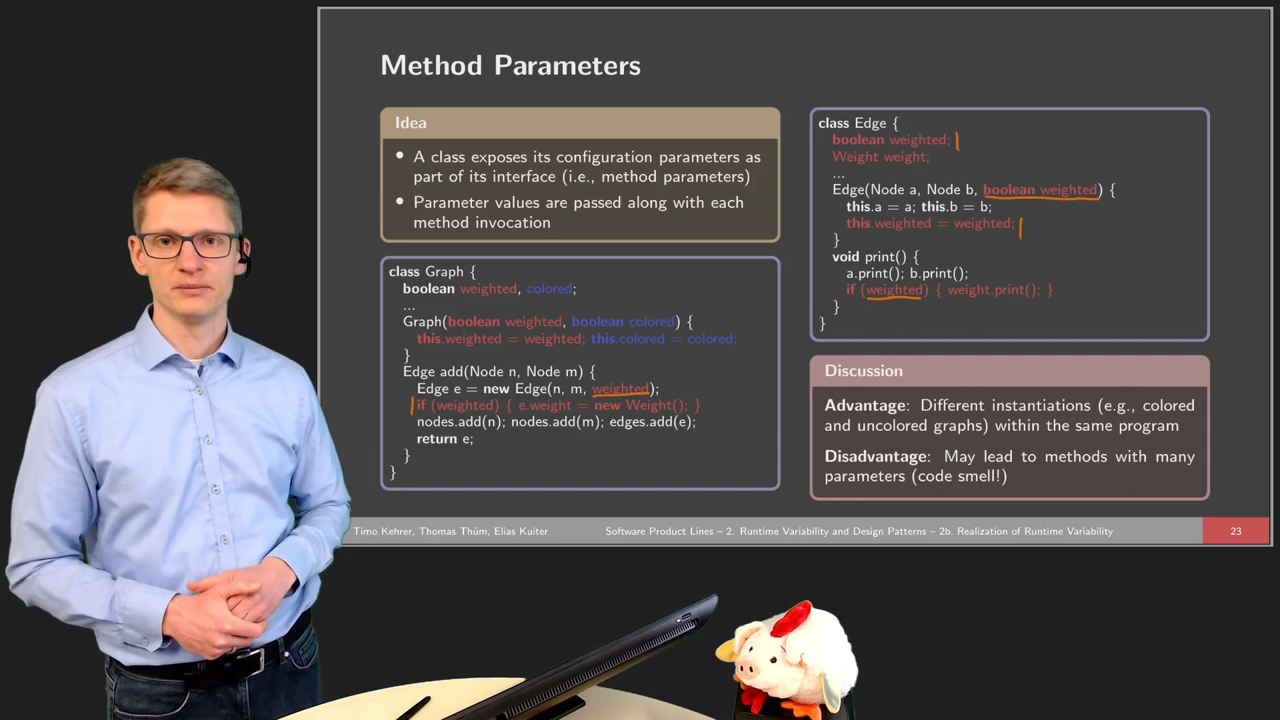 Method Parameters
Idea
• A class exposes its configuration parameters as
part of its interface (i.e., method parameters)
• Parameter values are passed along with each
method invocation
class Graph {
boolean weighted, colored;
...
Graph(boolean weighted, boolean colored) {
this.weighted = weighted; this.colored = colored;
}
Edge add(Node n, Node m) {
Edge e = new Edge(n, m, weighted);
if (weighted) { e.weight = new Weight(); }
nodes.add(n); nodes.add(m); edges.add(e);
return e;
}
}
class Edge {
boolean weighted;
Weight weight;
...
Edge(Node a, Node b, boolean weighted) {
this.a = a; this.b = b;
this.weighted = weighted;
}
void print() {
a.print(); b.print();
if (weighted) { weight.print(); }
}
}
Discussion
Advantage: Different instantiations (e.g., colored
and uncolored graphs) within the same program
Disadvantage: May lead to methods with many
parameters (code smell!)
Timo Kehrer, Thomas Thüm, Elias Kuiter
Software Product Lines – 2. Runtime Variability and Design Patterns – 2b. Realization of Runtime Variability
23